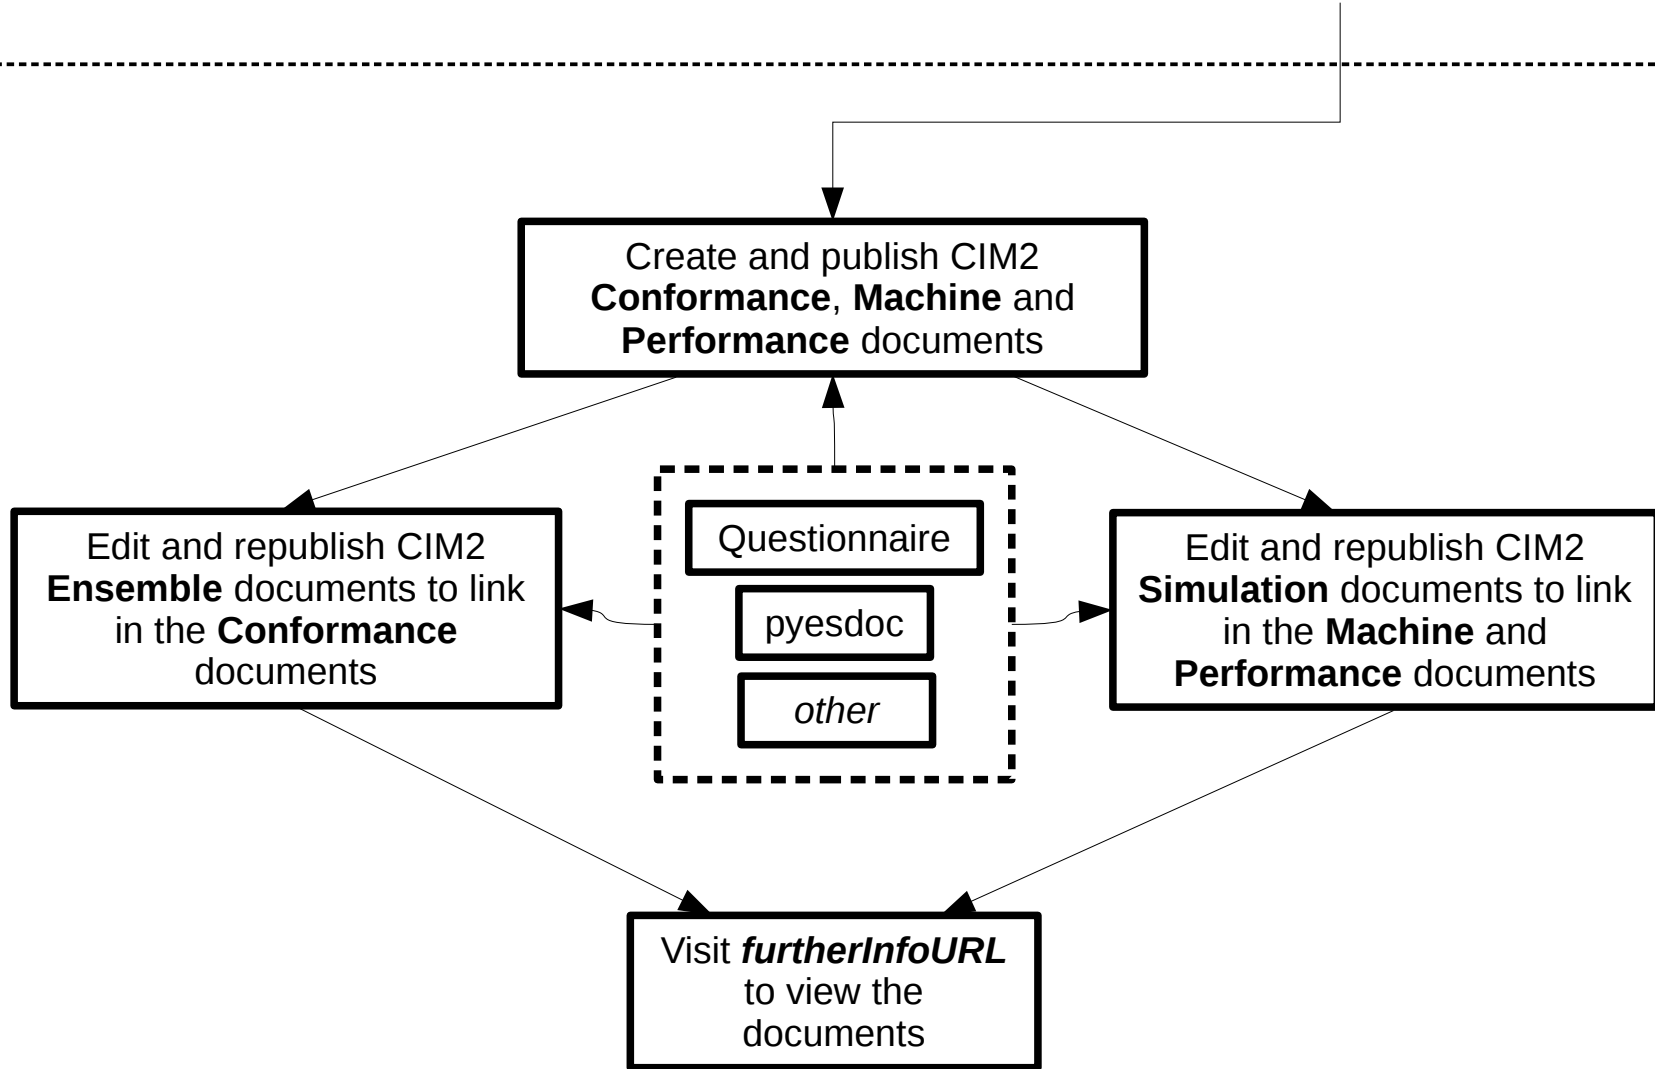 Create and publish CIM2
Conformance, Machine and
Performance documents
Edit and republish CIM2
Ensemble documents to link
in the Conformance
documents
Questionnaire
pyesdoc
other
Edit and republish CIM2
Simulation documents to link
in the Machine and
Performance documents
Visit furtherInfoURL
to view the
documents